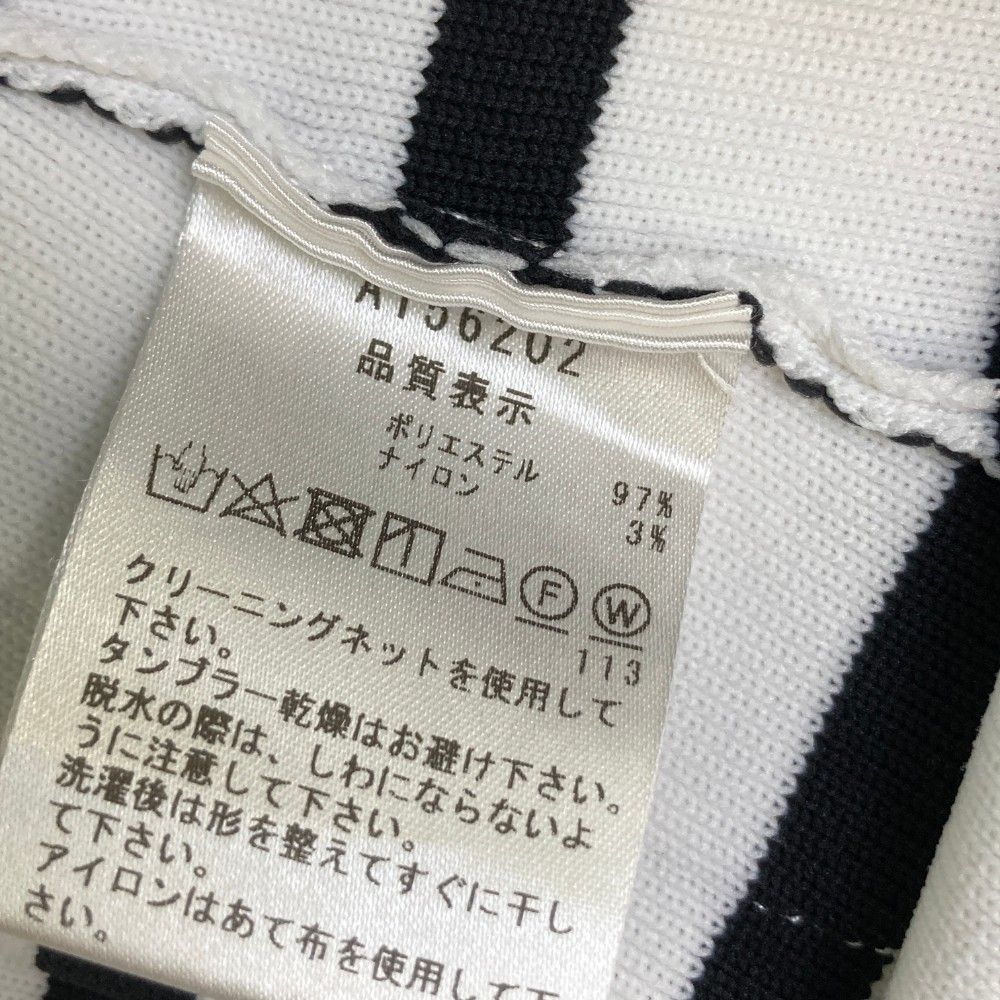 A156202
品質表示
ポリエステル 97%
ナイロン 3%
F W
113
クリーニングネットを使用して
下さい。
タンブラー乾燥はお避け下さい。
脱水の際は、しわにならないよ
うに注意して下さい。
洗濯後は形を整えてすぐに干し
て下さい。
アイロンはあて布を使用して下
さい。